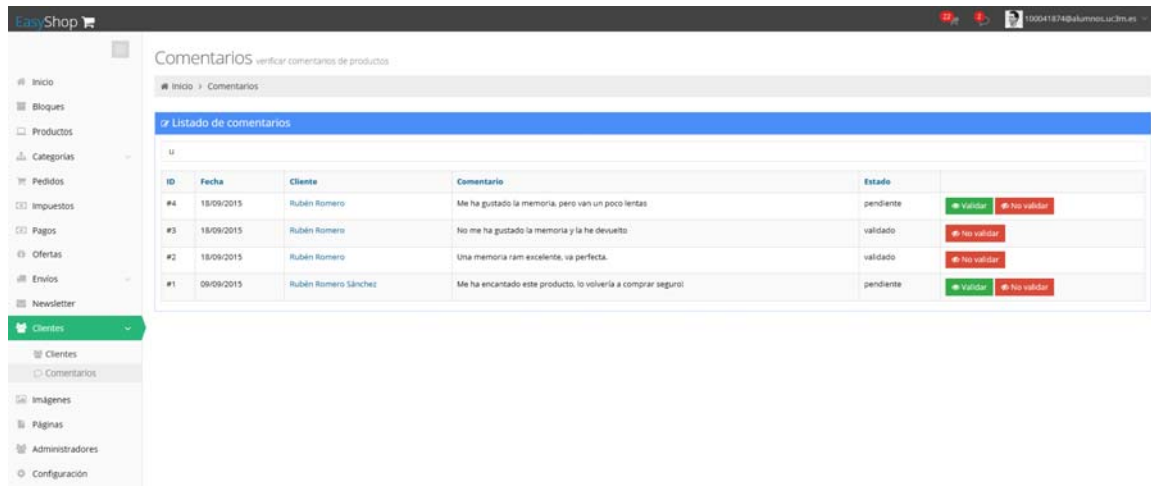 EasyShop
22
2
100041874@alumnos.uc3m.es
Comentarios verificar comentarios de productos
Inicio > Comentarios
Inicio
Bloques
Productos
Categorías
Pedidos
Impuestos
Pagos
Ofertas
Envíos
Newsletter
Clientes
Clientes
Comentarios
Imágenes
Páginas
Administradores
Configuración
Listado de comentarios
u
ID Fecha Cliente Comentario Estado
#4 18/09/2015 Rubén Romero Me ha gustado la memoria, pero van un poco lentas pendiente Validar No validar
#3 18/09/2015 Rubén Romero No me ha gustado la memoria y la he devuelto validado No validar
#2 18/09/2015 Rubén Romero Una memoria ram excelente, va perfecta. validado No validar
#1 09/09/2015 Rubén Romero Sánchez Me ha encantado este producto, lo volvería a comprar seguro! pendiente Validar No validar